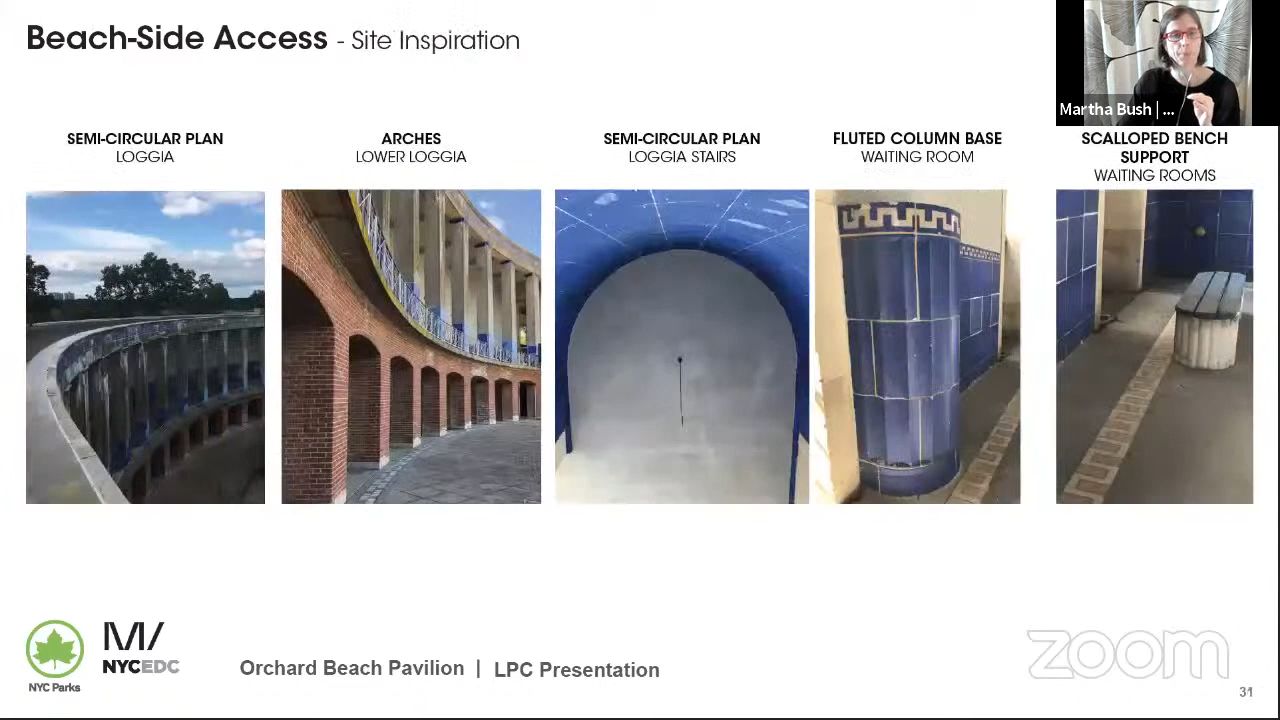 Beach-Side Access - Site Inspiration
Martha Bush | ...
SEMI-CIRCULAR PLAN
LOGGIA
ARCHES
LOWER LOGGIA
SEMI-CIRCULAR PLAN
LOGGIA STAIRS
FLUTED COLUMN BASE
WAITING ROOM
SCALLOPED BENCH
SUPPORT
WAITING ROOMS
NYC Parks
M/
NYCEDC
Orchard Beach Pavilion | LPC Presentation
zoom
31